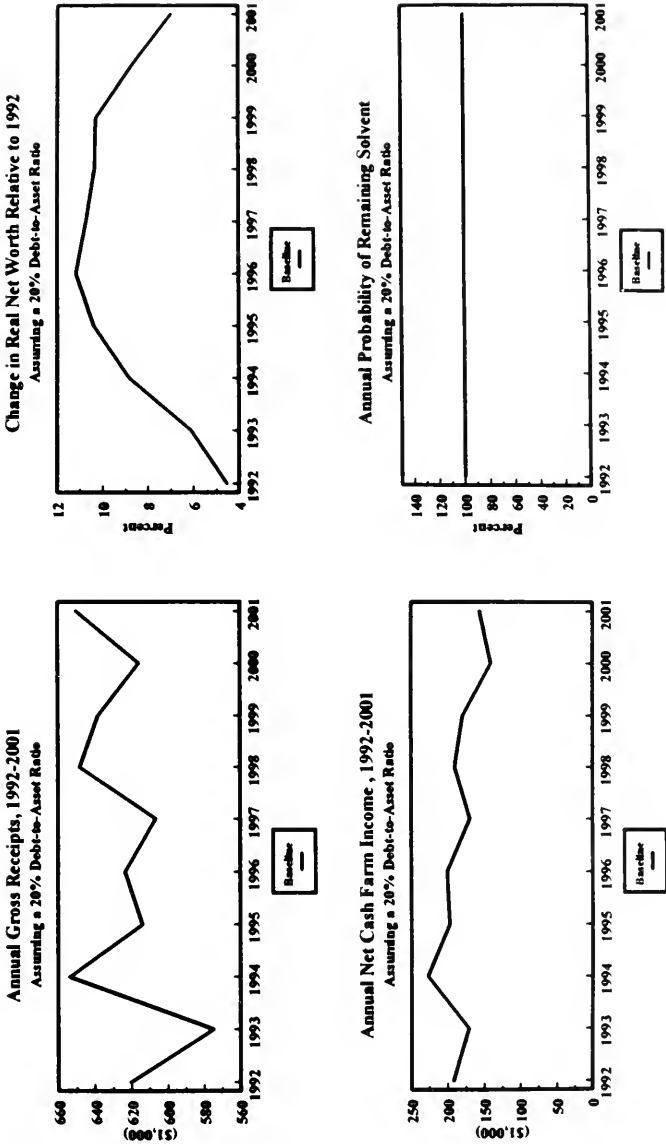 Annual Gross Receipts, 1992-2001
Assuming a 20% Debt-to-Asset Ratio
($1,000)
660
640
620
600
580
560
1992 1993 1994 1995 1996 1997 1998 1999 2000 2001
Baseline
Change in Real Net Worth Relative to 1992
Assuming a 20% Debt-to-Asset Ratio
Percent
12
10
8
6
4
1992 1993 1994 1995 1996 1997 1998 1999 2000 2001
Baseline
Annual Net Cash Farm Income , 1992-2001
Assuming a 20% Debt-to-Asset Ratio
($1,000)
250
200
150
100
50
0
1992 1993 1994 1995 1996 1997 1998 1999 2000 2001
Baseline
Annual Probability of Remaining Solvent
Assuming a 20% Debt-to-Asset Ratio
Percent
140
120
100
80
60
40
20
0
1992 1993 1994 1995 1996 1997 1998 1999 2000 2001
Baseline